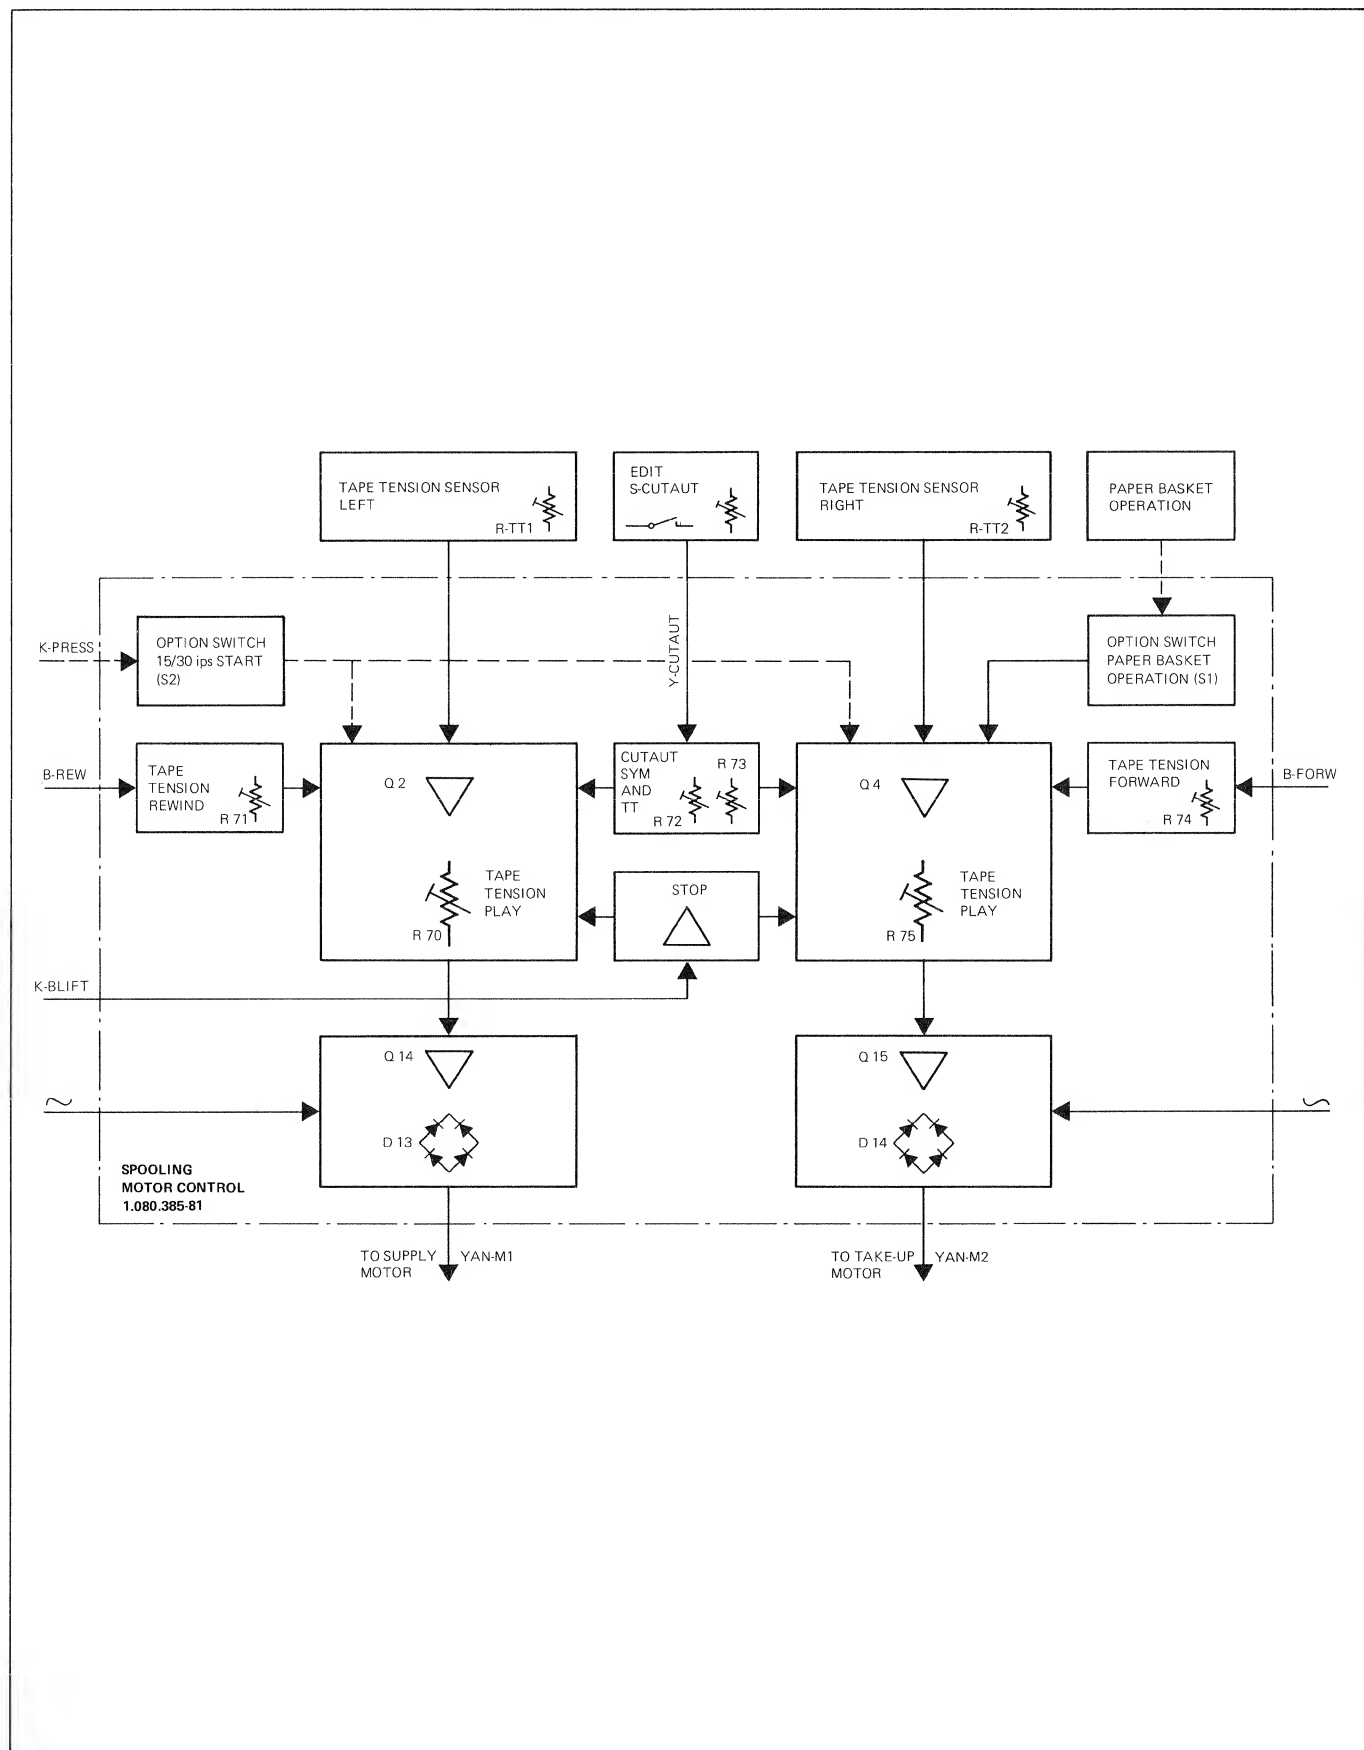 TAPE TENSION SENSOR
LEFT
R-TT1
EDIT
S-CUTAUT
TAPE TENSION SENSOR
RIGHT
R-TT2
PAPER BASKET
OPERATION
K-PRESS
OPTION SWITCH
15/30 ips START
(S2)
Y-CUTAUT
OPTION SWITCH
PAPER BASKET
OPERATION (S1)
B-REW
TAPE
TENSION
REWIND
R 71
Q 2
TAPE
TENSION
PLAY
R 70
CUTAUT
SYM
AND
TT
R 73
R 72
Q 4
TAPE
TENSION
PLAY
R 75
TAPE TENSION
FORWARD
R 74
B-FORW
STOP
K-BLIFT
Q 14
D 13
Q 15
D 14
~
~
SPOOLING
MOTOR CONTROL
1.080.385-81
TO SUPPLY
MOTOR
YAN-M1
TO TAKE-UP
MOTOR
YAN-M2